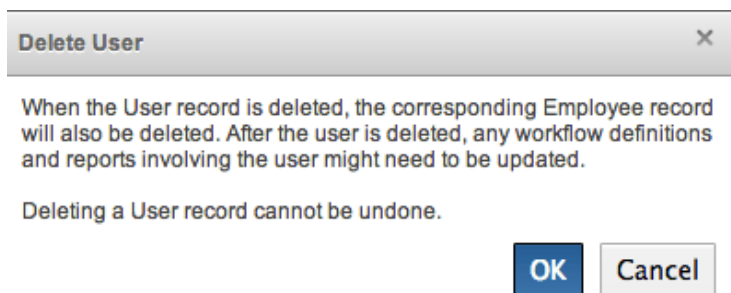 Delete User ×
When the User record is deleted, the corresponding Employee record
will also be deleted. After the user is deleted, any workflow definitions
and reports involving the user might need to be updated.
Deleting a User record cannot be undone.
OK Cancel